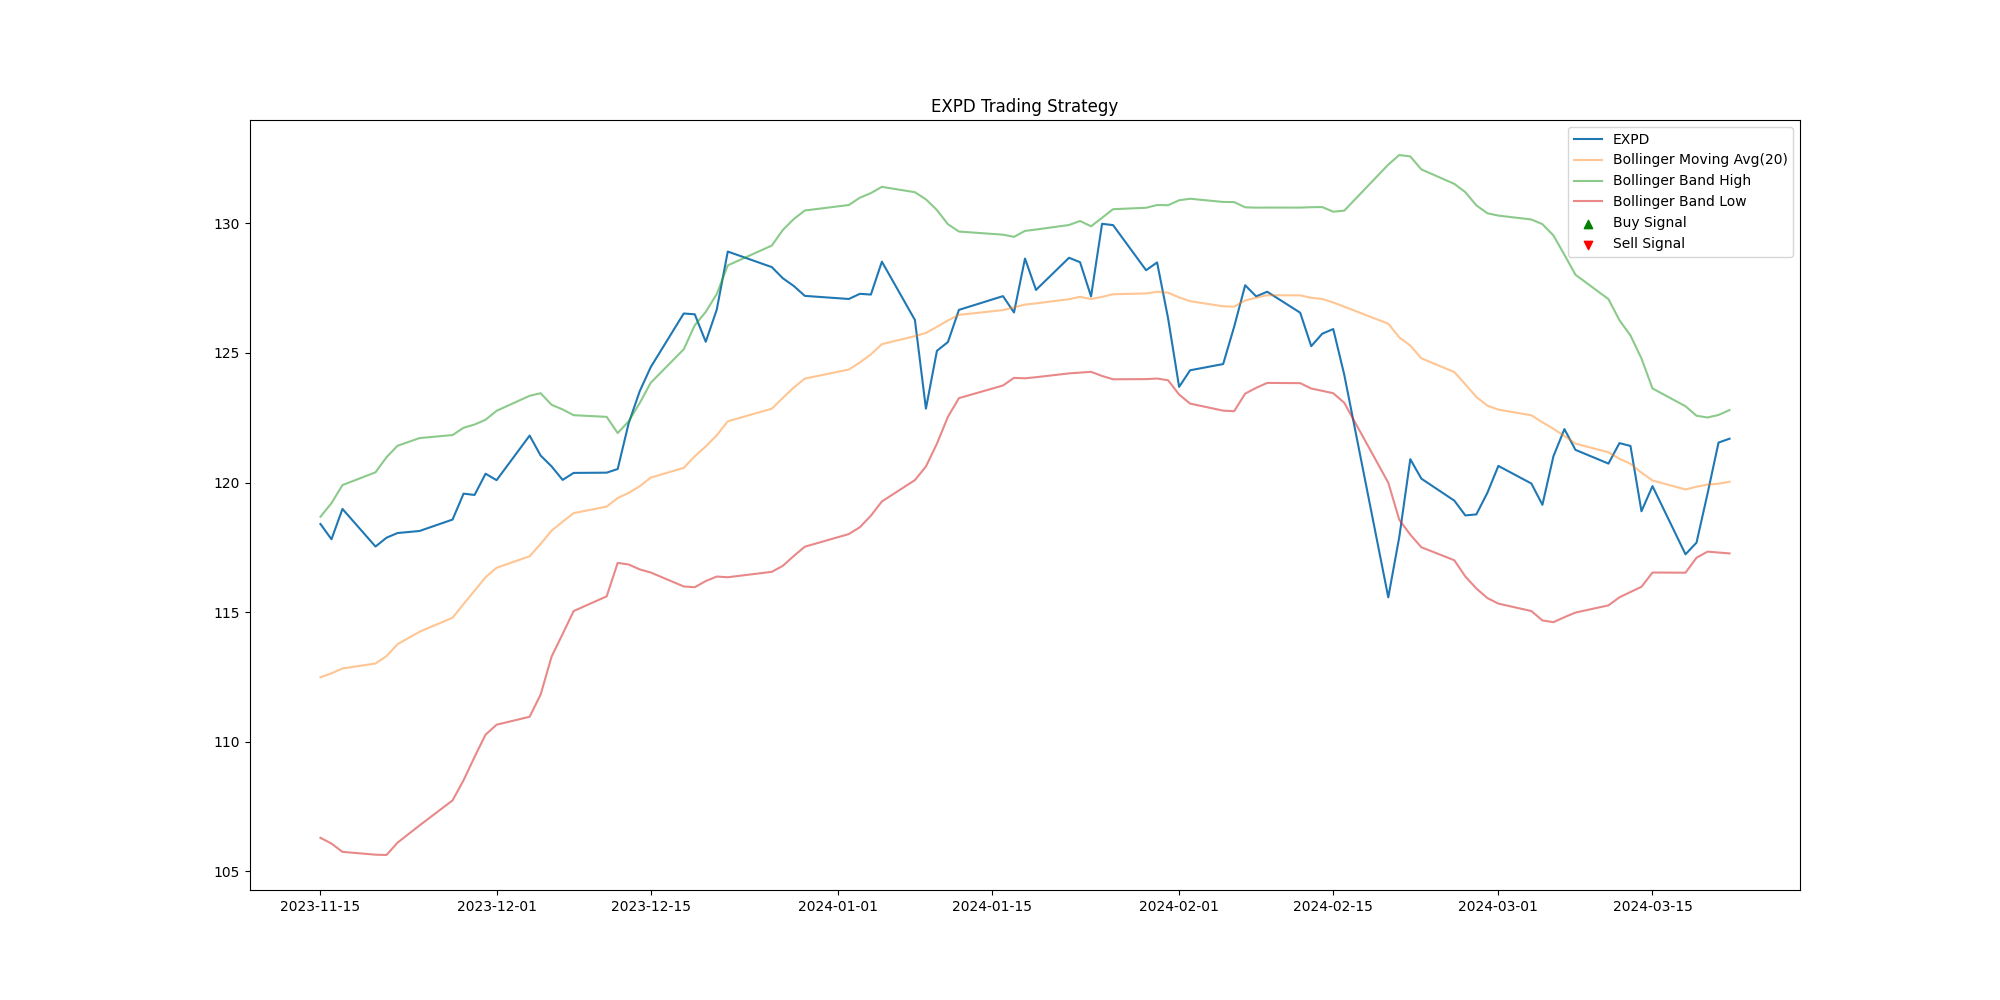 EXPD Trading Strategy
EXPD
Bollinger Moving Avg(20)
Bollinger Band High
Bollinger Band Low
Buy Signal
Sell Signal
130
125
120
115
110
105
2023-11-15
2023-12-01
2023-12-15
2024-01-01
2024-01-15
2024-02-01
2024-02-15
2024-03-01
2024-03-15